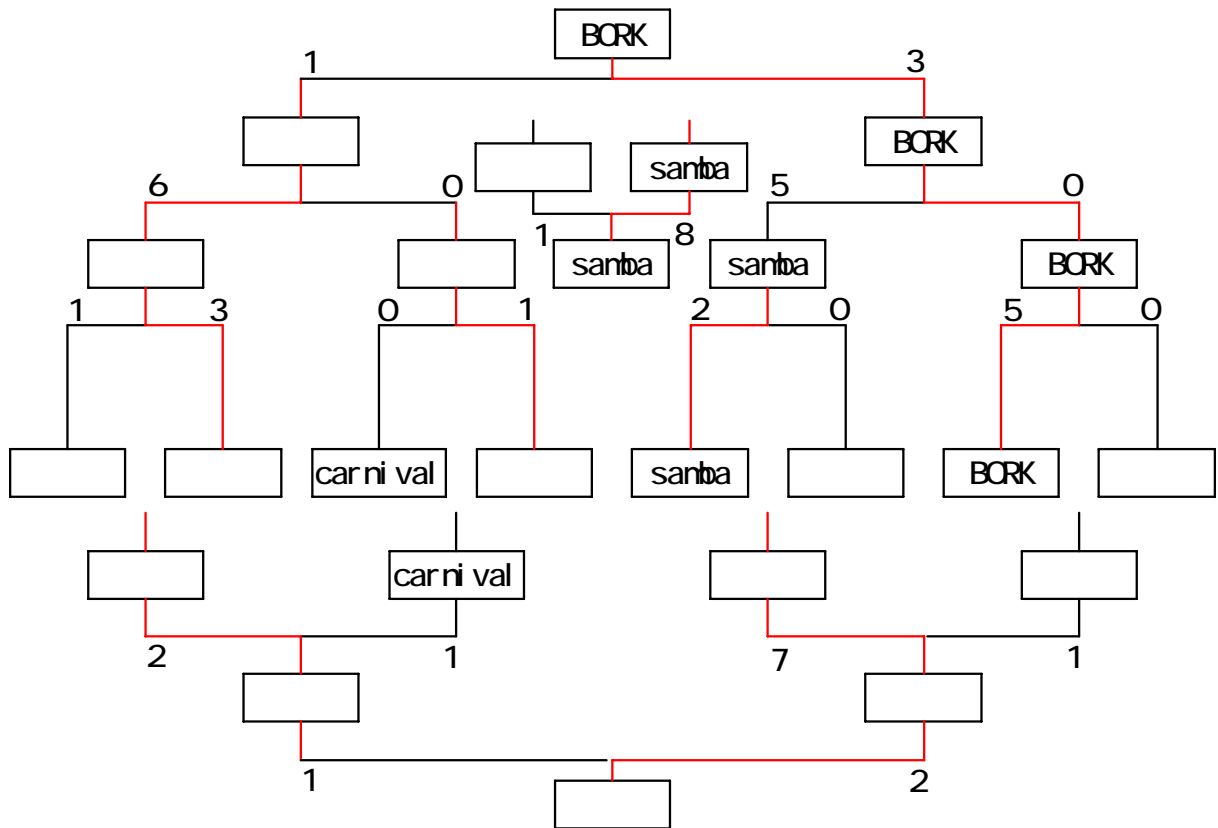 BORK
1 3
BORK
samba
6 0 5 0
1 8
samba samba BORK
1 3 0 1 2 0 5 0
carnival samba BORK
carnival
2 1 7 1
1 2